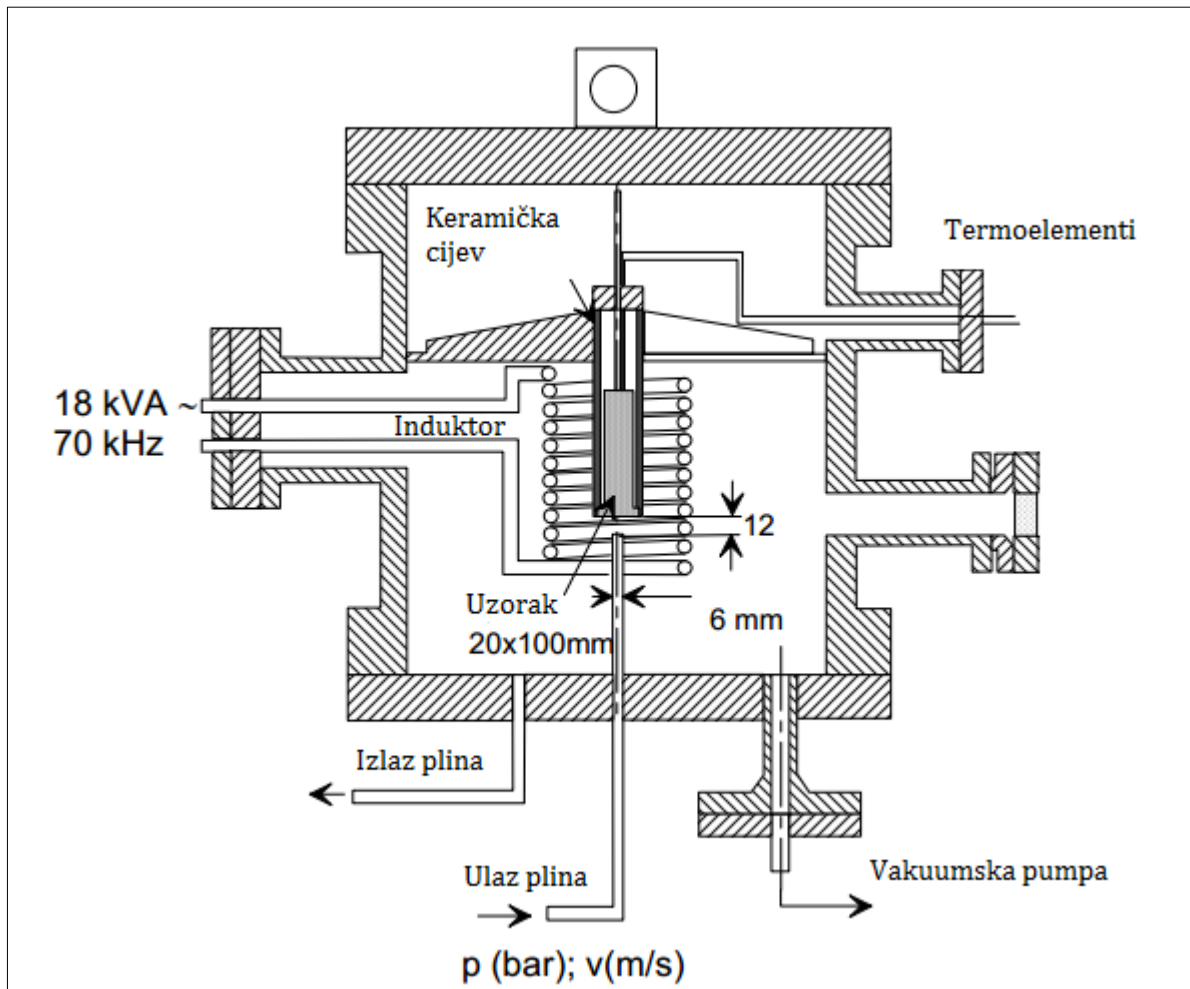 Keramička
cijev
Termoelementi
18 kVA ~
70 kHz
Induktor
12
Uzorak
20x100mm
6 mm
Izlaz plina
Ulaz plina
Vakuumska pumpa
p (bar); v(m/s)